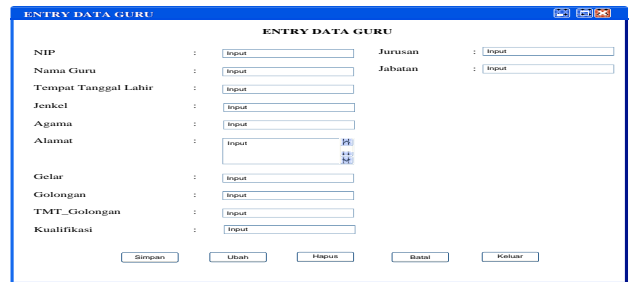 ENTRY DATA GURU
ENTRY DATA GURU
NIP : Input Jurusan : Input
Nama Guru : Input Jabatan : Input
Tempat Tanggal Lahir : Input
Jenkel : Input
Agama : Input
Alamat : Input
Gelar : Input
Golongan : Input
TMT_Golongan : Input
Kualifikasi : Input
Simpan Ubah Hapus Batal Keluar